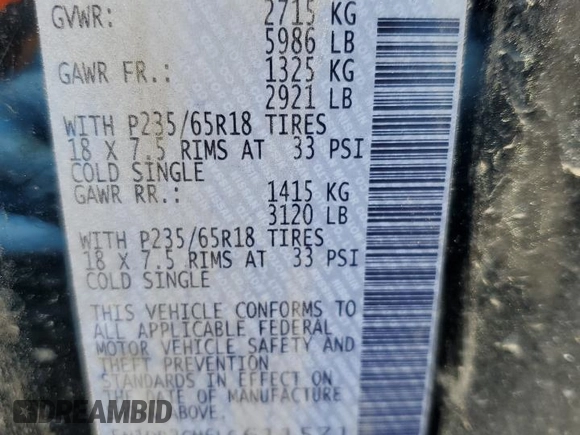 GVWR: 2715 KG
5986 LB
GAWR FR.: 1325 KG
2921 LB
WITH P235/65R18 TIRES
18 X 7.5 RIMS AT 33 PSI
COLD SINGLE
GAWR RR.: 1415 KG
3120 LB
WITH P235/65R18 TIRES
18 X 7.5 RIMS AT 33 PSI
COLD SINGLE
THIS VEHICLE CONFORMS TO
ALL APPLICABLE FEDERAL
MOTOR VEHICLE SAFETY AND
THEFT PREVENTION
STANDARDS IN EFFECT ON
THE DATE OF MANUFACTURE
ABOVE.
DREAMBID
DREAMBID.COM